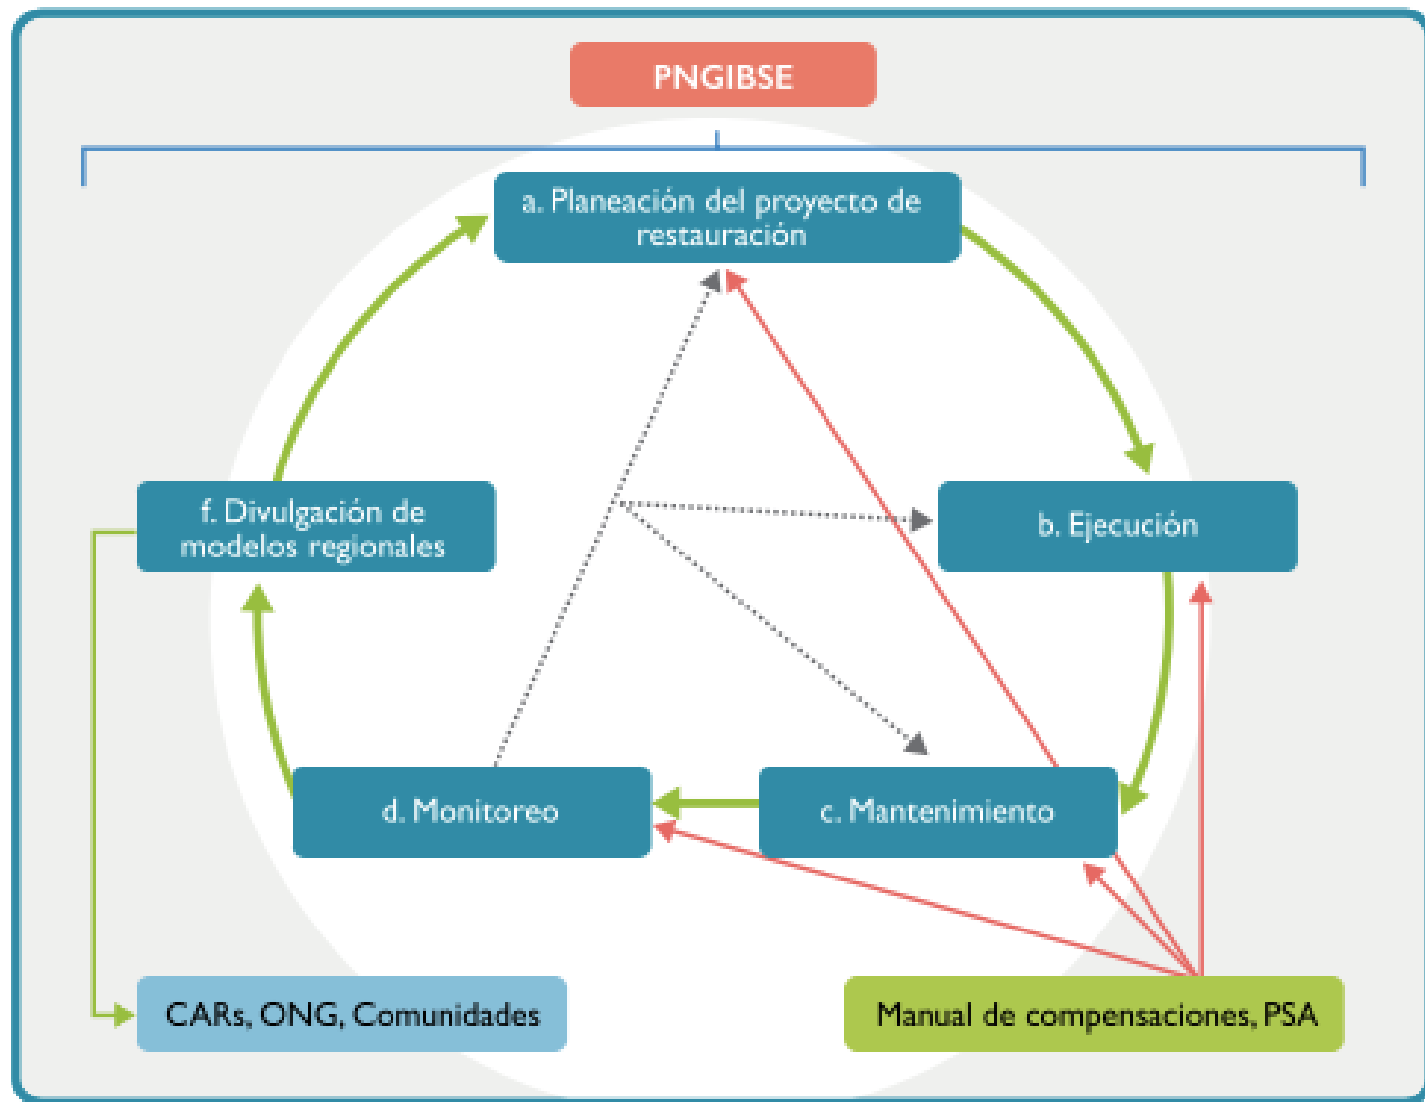 PNGIBSE
a. Planeación del proyecto de
restauración
f. Divulgación de
modelos regionales
b. Ejecución
d. Monitoreo
c. Mantenimiento
CARs, ONG, Comunidades
Manual de compensaciones, PSA